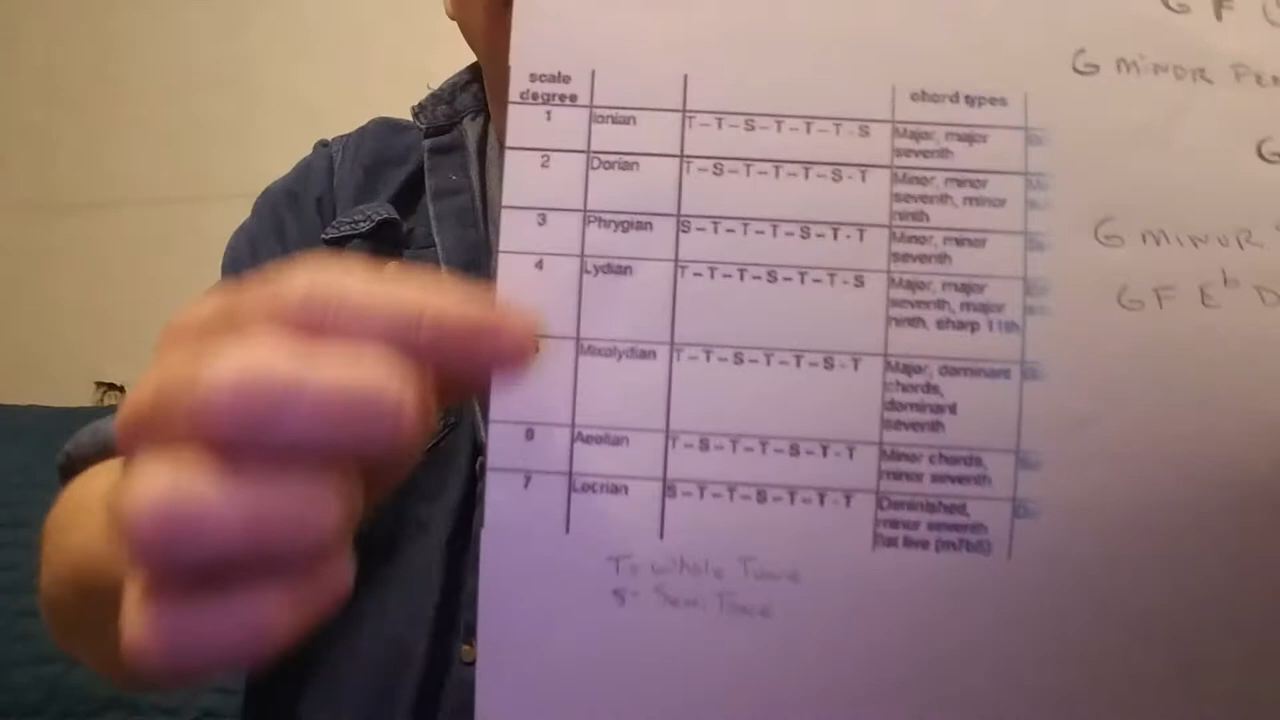 G F
G MINOR
scale degree
chord types
1 Ionian T-T-S-T-T-T-S Major, major
seventh
2 Dorian T-S-T-T-T-S-T Minor, minor
seventh, minor
ninth
3 Phrygian S-T-T-T-S-T-T Minor, minor
seventh
4 Lydian T-T-T-S-T-T-S Major, major
seventh, major
ninth, sharp 11th
Mixolydian T-T-S-T-T-S-T Major, dominant
chords,
dominant
seventh
6 Aeolian T-S-T-T-S-T-T Minor chords,
minor seventh
7 Locrian S-T-T-S-T-T-T Deminished,
minor seventh
flat five (m7b5)
G
G MINOR
G F Eb D
T- Whole Tone
S- Semi Tone